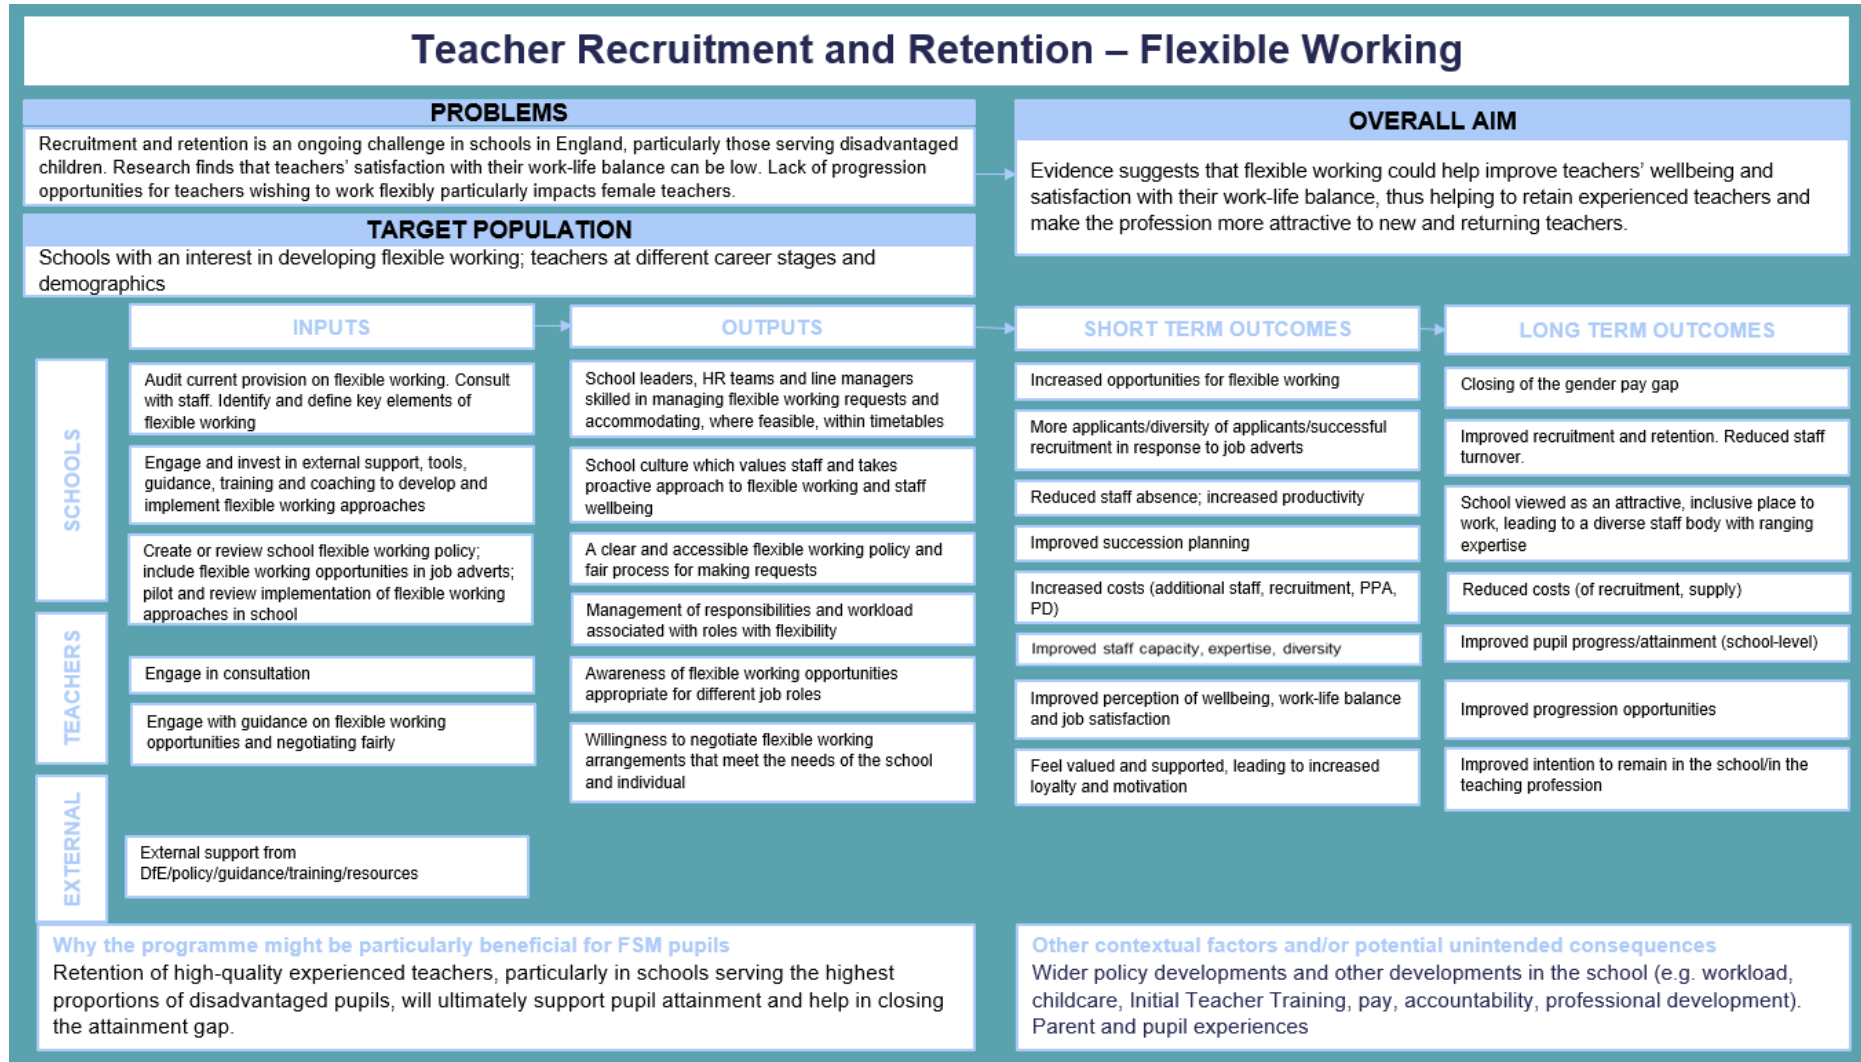 Teacher Recruitment and Retention – Flexible Working
PROBLEMS
Recruitment and retention is an ongoing challenge in schools in England, particularly those serving disadvantaged
children. Research finds that teachers' satisfaction with their work-life balance can be low. Lack of progression
opportunities for teachers wishing to work flexibly particularly impacts female teachers.
OVERALL AIM
Evidence suggests that flexible working could help improve teachers' wellbeing and
satisfaction with their work-life balance, thus helping to retain experienced teachers and
make the profession more attractive to new and returning teachers.
TARGET POPULATION
Schools with an interest in developing flexible working; teachers at different career stages and
demographics
INPUTS
OUTPUTS
SHORT TERM OUTCOMES
LONG TERM OUTCOMES
SCHOOLS
TEACHERS
EXTERNAL
Audit current provision on flexible working. Consult
with staff. Identify and define key elements of
flexible working
Engage and invest in external support, tools,
guidance, training and coaching to develop and
implement flexible working approaches
Create or review school flexible working policy;
include flexible working opportunities in job adverts;
pilot and review implementation of flexible working
approaches in school
Engage in consultation
Engage with guidance on flexible working
opportunities and negotiating fairly
External support from
DfE/policy/guidance/training/resources
School leaders, HR teams and line managers
skilled in managing flexible working requests and
accommodating, where feasible, within timetables
School culture which values staff and takes
proactive approach to flexible working and staff
wellbeing
A clear and accessible flexible working policy and
fair process for making requests
Management of responsibilities and workload
associated with roles with flexibility
Awareness of flexible working opportunities
appropriate for different job roles
Willingness to negotiate flexible working
arrangements that meet the needs of the school
and individual
Increased opportunities for flexible working
More applicants/diversity of applicants/successful
recruitment in response to job adverts
Reduced staff absence; increased productivity
Improved succession planning
Increased costs (additional staff, recruitment, PPA,
PD)
Improved staff capacity, expertise, diversity
Improved perception of wellbeing, work-life balance
and job satisfaction
Feel valued and supported, leading to increased
loyalty and motivation
Closing of the gender pay gap
Improved recruitment and retention. Reduced staff
turnover.
School viewed as an attractive, inclusive place to
work, leading to a diverse staff body with ranging
expertise
Reduced costs (of recruitment, supply)
Improved pupil progress/attainment (school-level)
Improved progression opportunities
Improved intention to remain in the school/in the
teaching profession
Why the programme might be particularly beneficial for FSM pupils
Retention of high-quality experienced teachers, particularly in schools serving the highest
proportions of disadvantaged pupils, will ultimately support pupil attainment and help in closing
the attainment gap.
Other contextual factors and/or potential unintended consequences
Wider policy developments and other developments in the school (e.g. workload,
childcare, Initial Teacher Training, pay, accountability, professional development).
Parent and pupil experiences